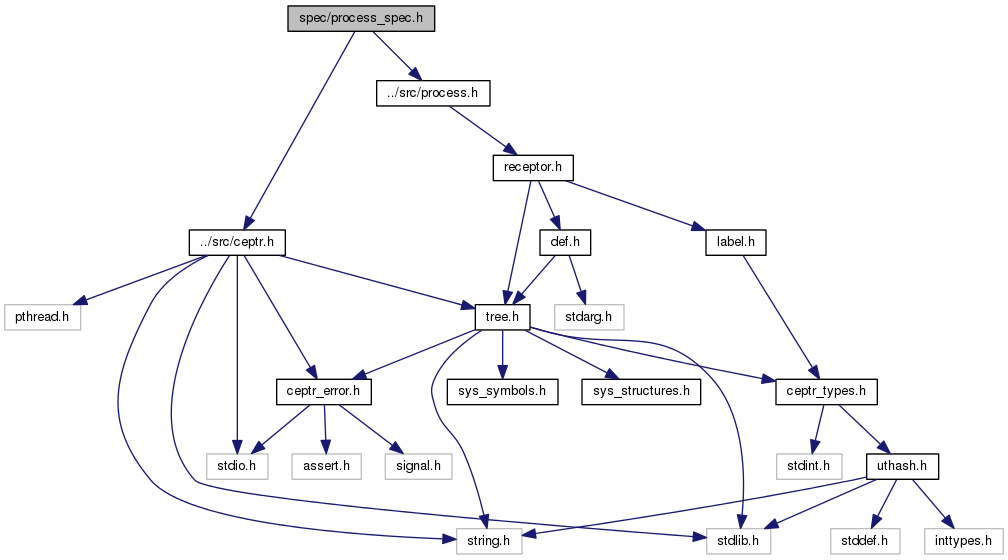 spec/process_spec.h
../src/process.h
receptor.h
../src/ceptr.h
def.h
label.h
pthread.h
tree.h
stdarg.h
ceptr_error.h
sys_symbols.h
sys_structures.h
ceptr_types.h
stdio.h
assert.h
signal.h
stdint.h
uthash.h
string.h
stdlib.h
stddef.h
inttypes.h